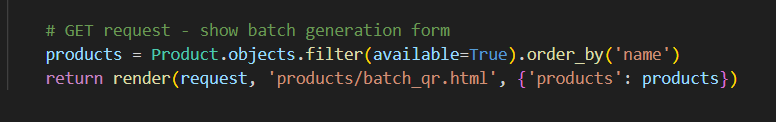 # GET request - show batch generation form
products = Product.objects.filter(available=True).order_by('name')
return render(request, 'products/batch_qr.html', {'products': products})